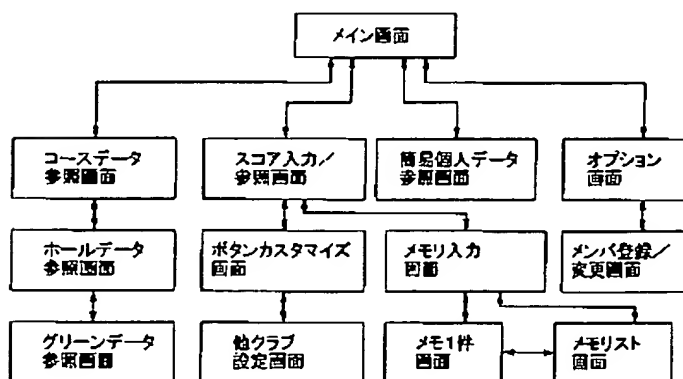 メイン画面
コースデータ
参照画面
スコア入力／
参照画面
簡易個人データ
参照画面
オプション
画面
ホールデータ
参照画面
ボタンカスタマイズ
画面
メモリ入力
画面
メンバ登録／
変更画面
グリーンデータ
参照画面
他クラブ
設定画面
メモ1件
画面
メモリスト
画面